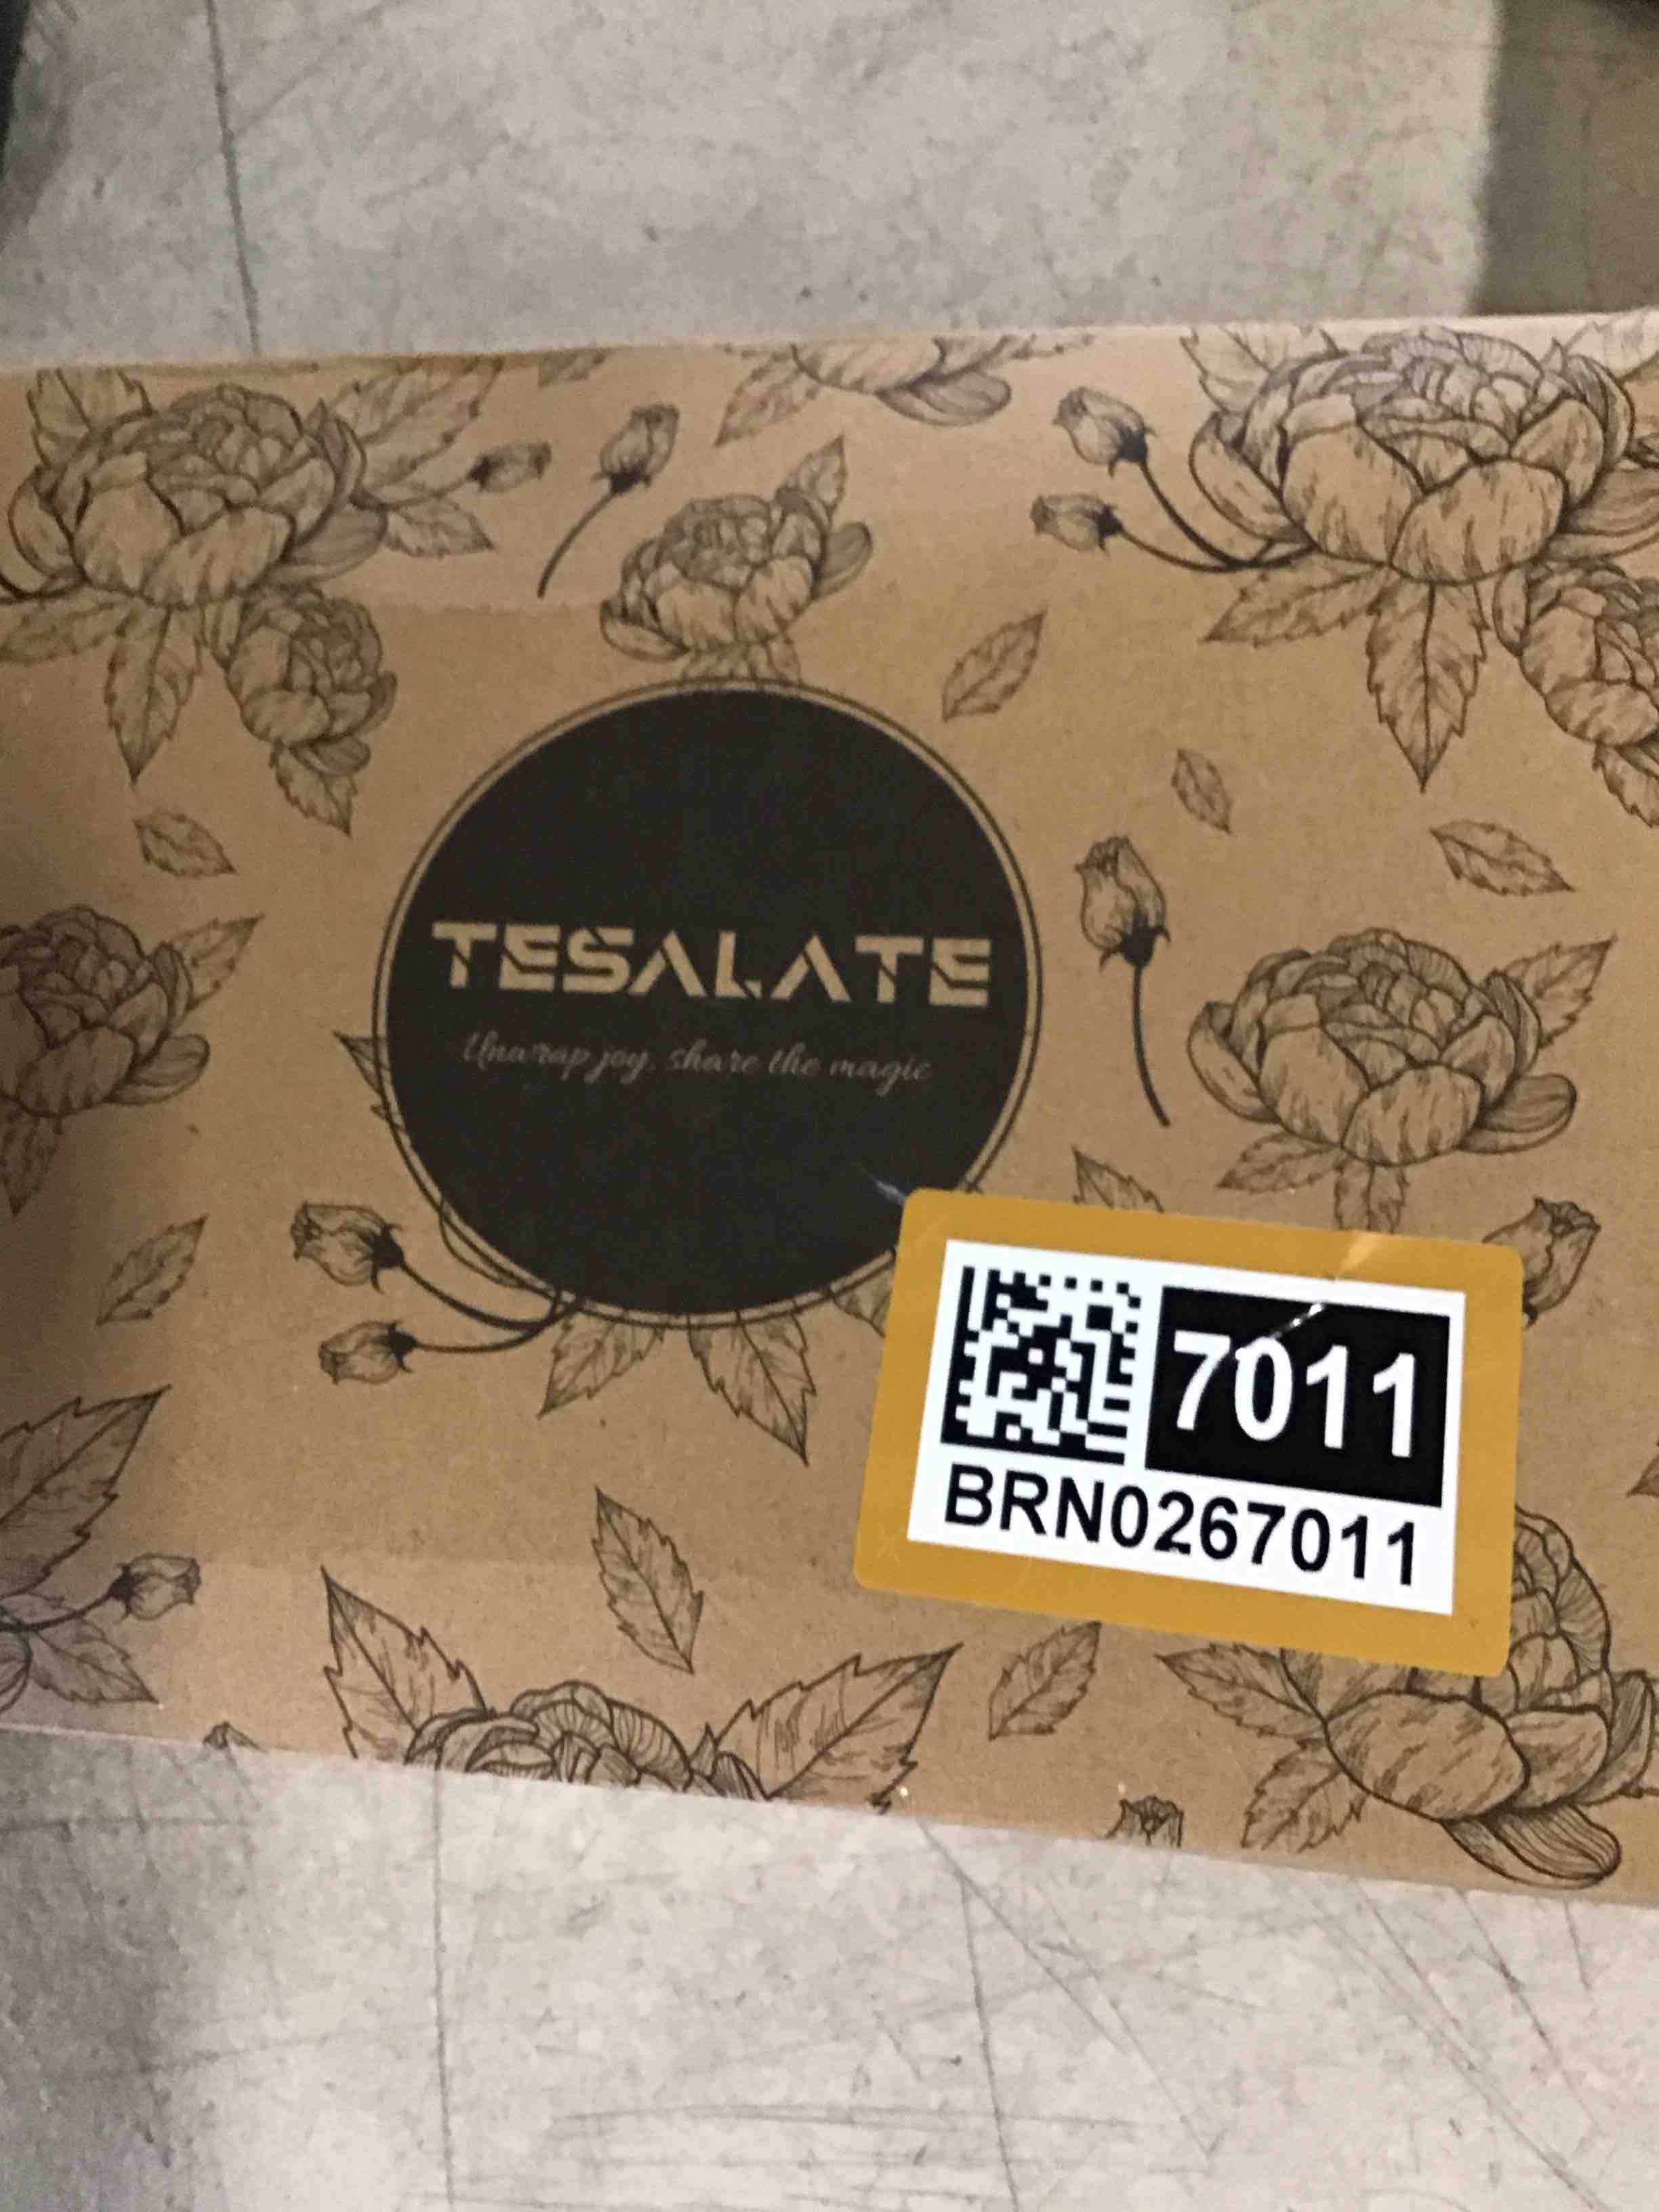 TESALATE
Unwrap joy, share the magic
7011
BRN0267011